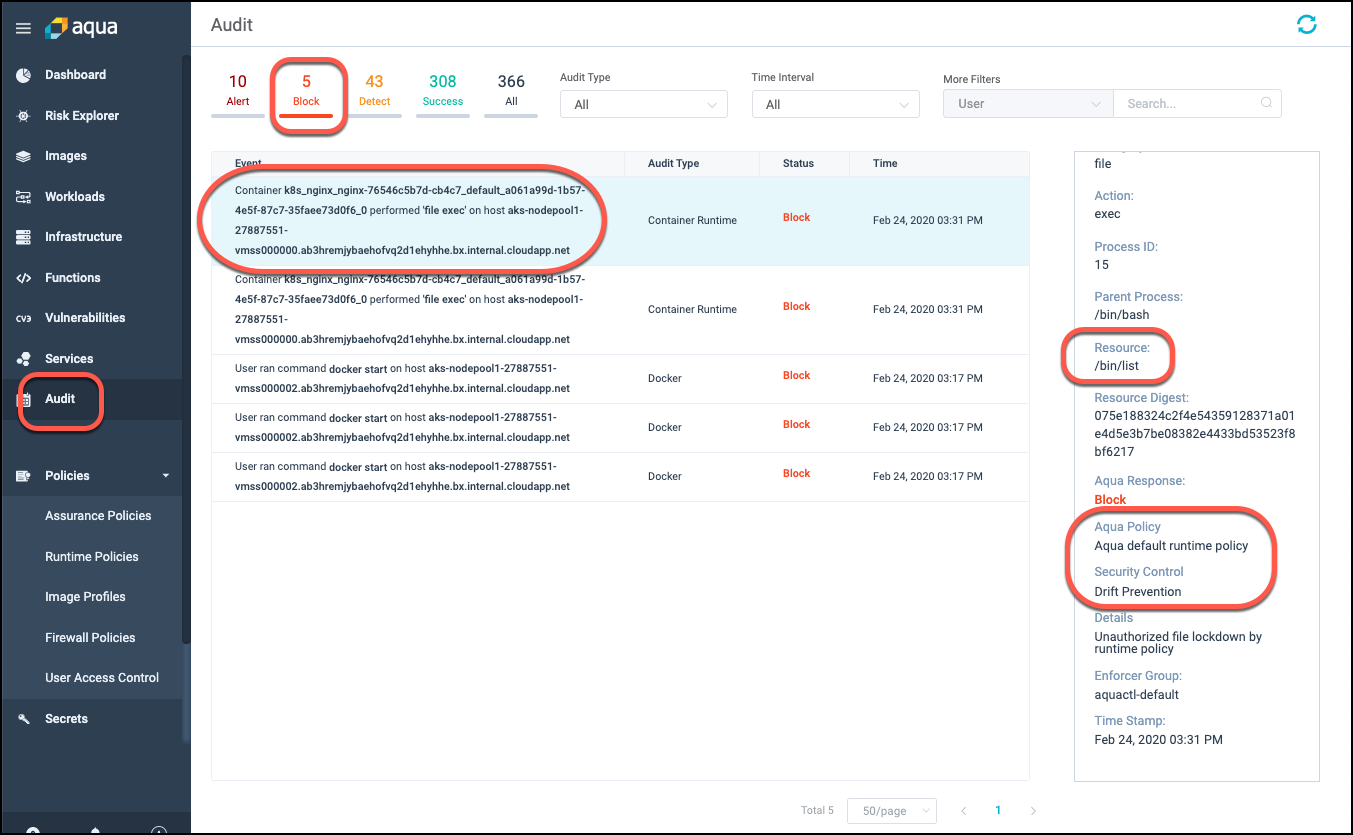 aqua
Dashboard
Risk Explorer
Images
Workloads
Infrastructure
Functions
CVE
Vulnerabilities
Services
Audit
Policies
Assurance Policies
Runtime Policies
Image Profiles
Firewall Policies
User Access Control
Secrets
Audit
10
Alert
5
Block
43
Detect
308
Success
366
All
Audit Type
All
Time Interval
All
More Filters
User
Search...
Event Audit Type Status Time
Container k8s_nginx_nginx-76546c5b7d-cb4c7_default_a061a99d-1b57-
4e5f-87c7-35faee73d0f6_0 performed 'file exec' on host aks-nodepool1-
27887551-
vmss000000.ab3hremjybaehofvq2d1ehyhhe.bx.internal.cloudapp.net
Container Runtime
Block
Feb 24, 2020 03:31 PM
Container k8s_nginx_nginx-76546c5b7d-cb4c7_default_a061a99d-1b57-
4e5f-87c7-35faee73d0f6_0 performed 'file exec' on host aks-nodepool1-
27887551-
vmss000000.ab3hremjybaehofvq2d1ehyhhe.bx.internal.cloudapp.net
Container Runtime
Block
Feb 24, 2020 03:31 PM
User ran command docker start on host aks-nodepool1-27887551-
vmss000002.ab3hremjybaehofvq2d1ehyhhe.bx.internal.cloudapp.net
Docker
Block
Feb 24, 2020 03:17 PM
User ran command docker start on host aks-nodepool1-27887551-
vmss000002.ab3hremjybaehofvq2d1ehyhhe.bx.internal.cloudapp.net
Docker
Block
Feb 24, 2020 03:17 PM
User ran command docker start on host aks-nodepool1-27887551-
vmss000002.ab3hremjybaehofvq2d1ehyhhe.bx.internal.cloudapp.net
Docker
Block
Feb 24, 2020 03:17 PM
file
Action:
exec
Process ID:
15
Parent Process:
/bin/bash
Resource:
/bin/list
Resource Digest:
075e188324c2f4e54359128371a01
e4d5e3b7be08382e4433bd53523f8
bf6217
Aqua Response:
Block
Aqua Policy
Aqua default runtime policy
Security Control
Drift Prevention
Details
Unauthorized file lockdown by
runtime policy
Enforcer Group:
aquactl-default
Time Stamp:
Feb 24, 2020 03:31 PM
Total 5
50/page
1